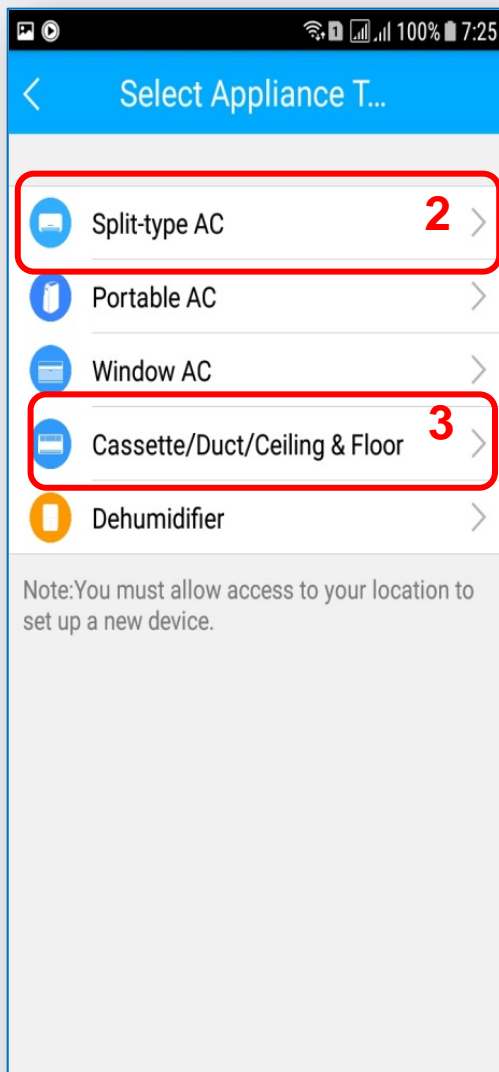 1 100% 7:25
Select Appliance T...
Split-type AC 2
Portable AC
Window AC
Cassette/Duct/Ceiling & Floor 3
Dehumidifier
Note:You must allow access to your location to
set up a new device.